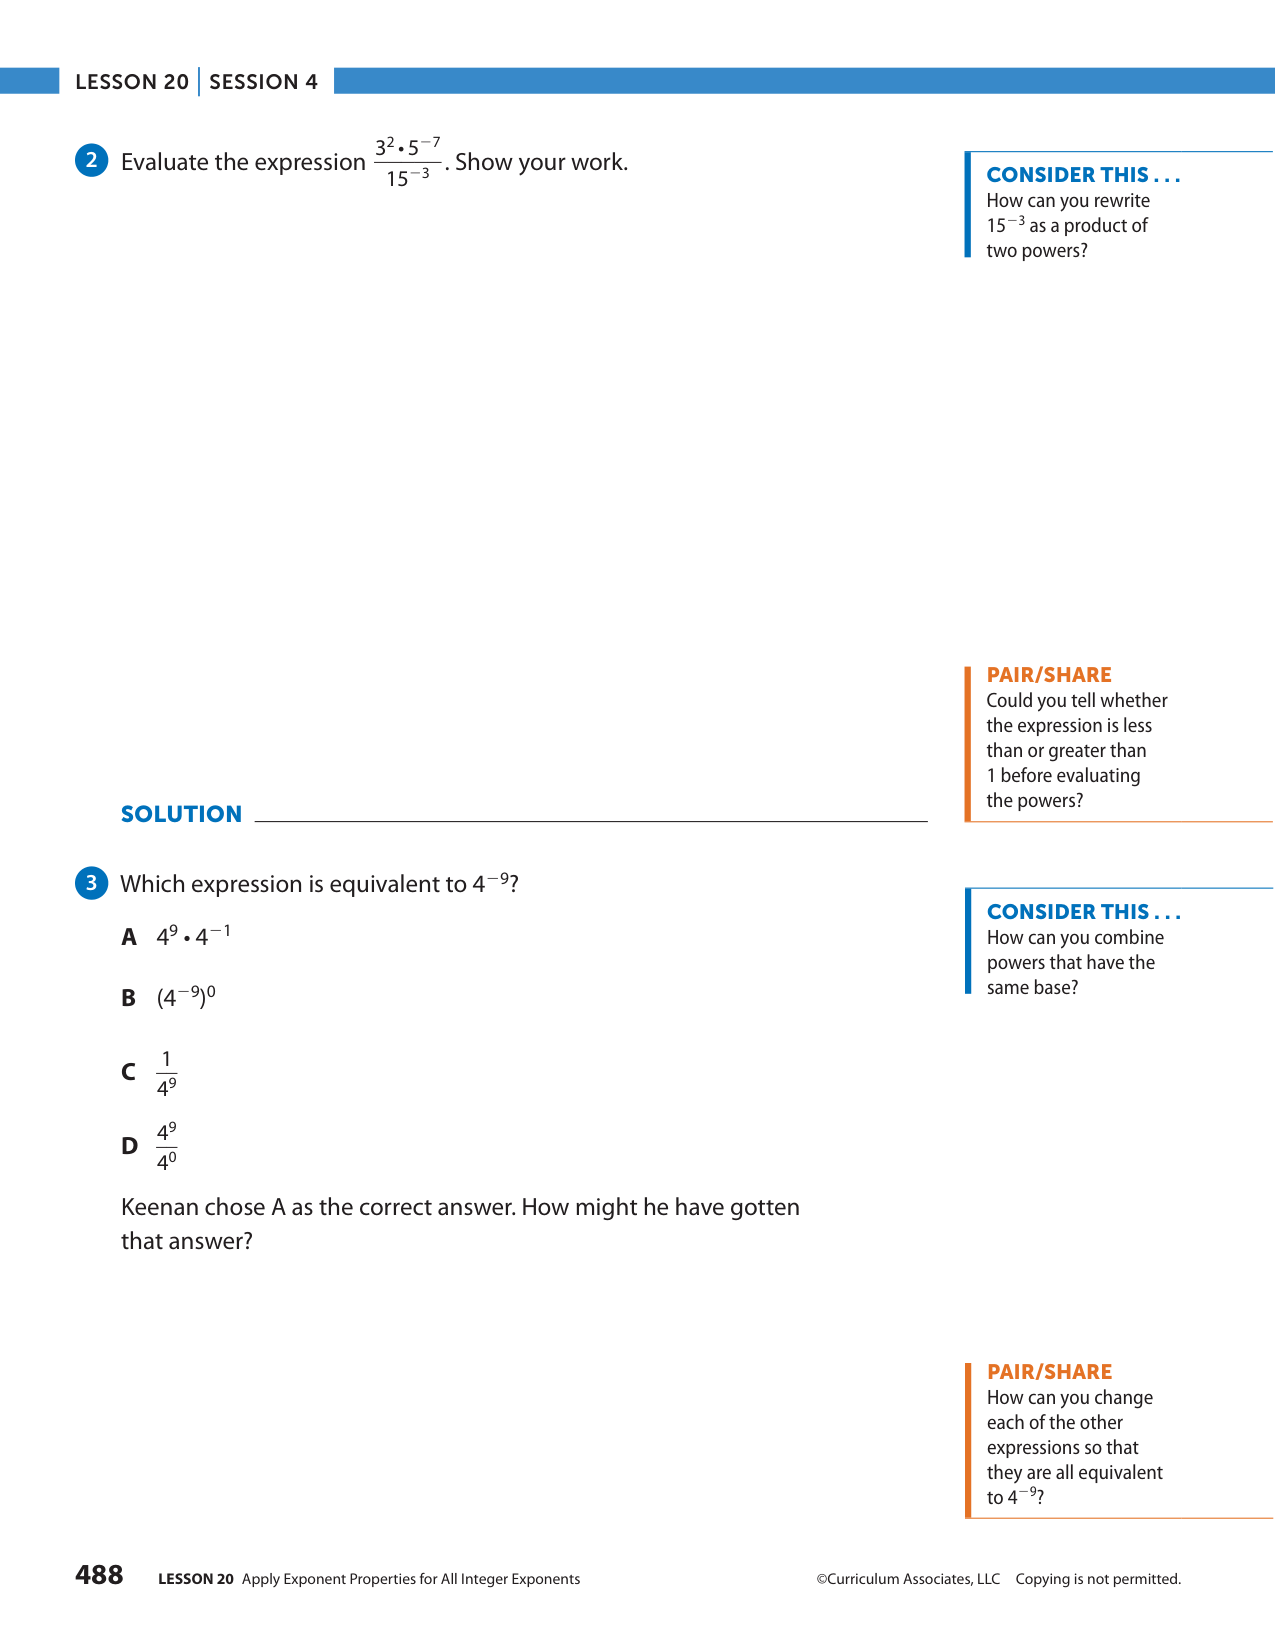 LESSON 20 | SESSION 4
2 Evaluate the expression \frac{3^2 • 5^{−7}}{15^{−3}}. Show your work.
CONSIDER THIS . . .
How can you rewrite
15^{−3} as a product of
two powers?
PAIR/SHARE
Could you tell whether
the expression is less
than or greater than
1 before evaluating
the powers?
SOLUTION
3 Which expression is equivalent to 4^{−9}?
A 4^9 • 4^{−1}
B (4^{−9})^0
C \frac{1}{4^9}
D \frac{4^9}{4^0}
CONSIDER THIS . . .
How can you combine
powers that have the
same base?
Keenan chose A as the correct answer. How might he have gotten
that answer?
PAIR/SHARE
How can you change
each of the other
expressions so that
they are all equivalent
to 4^{−9}?
488 LESSON 20 Apply Exponent Properties for All Integer Exponents ©Curriculum Associates, LLC Copying is not permitted.